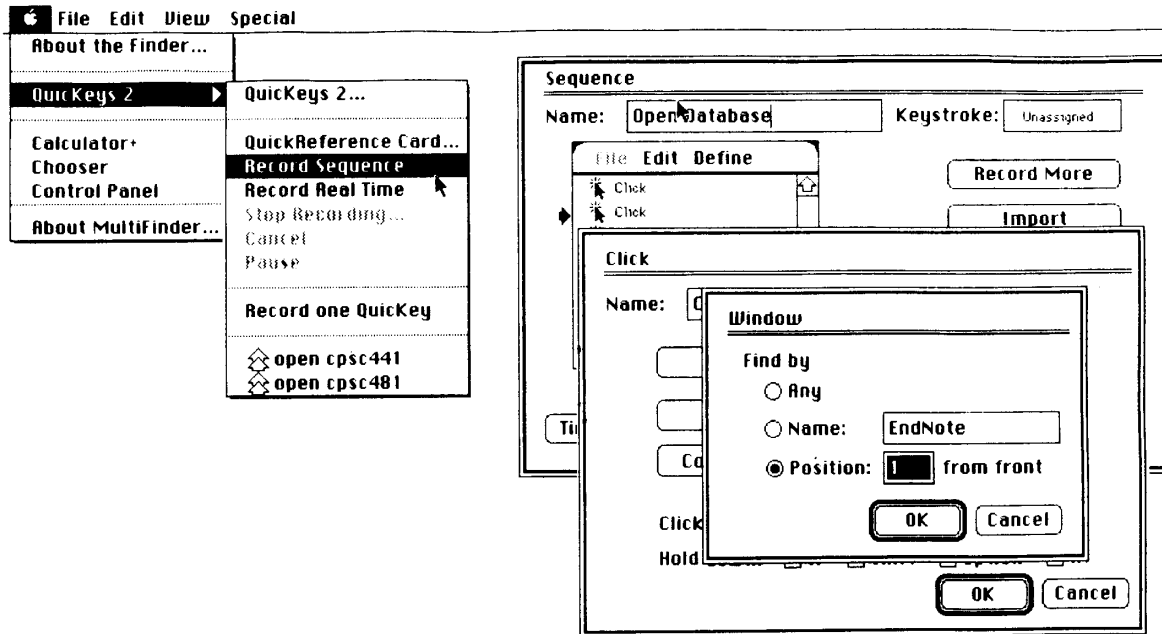 File Edit View Special
About the Finder...
QuicKeys 2
Calculator+
Chooser
Control Panel
About MultiFinder...
QuicKeys 2...
QuickReference Card...
Record Sequence
Record Real Time
Stop Recording...
Cancel
Pause
Record one QuicKey
open cpsc441
open cpsc481
Sequence
Name: Open Database Keystroke: Unassigned
File Edit Define
Click
Click
Record More
Import
Click
Name:
Click
Hold
OK Cancel
Window
Find by
Any
Name: EndNote
Position: 1 from front
OK Cancel